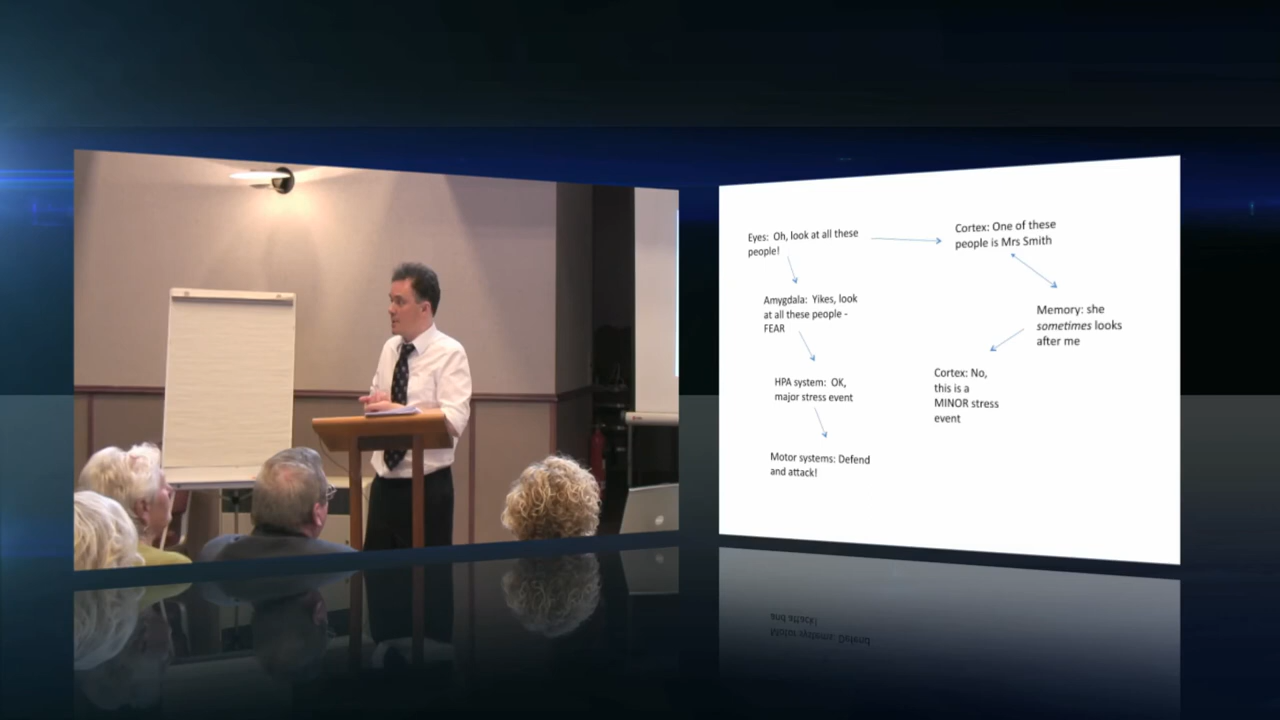 Eyes: Oh, look at all these
people!
Amygdala: Yikes, look
at all these people -
FEAR
HPA system: OK,
major stress event
Motor systems: Defend
and attack!
Cortex: One of these
people is Mrs Smith
Memory: she
sometimes looks
after me
Cortex: No,
this is a
MINOR stress
event